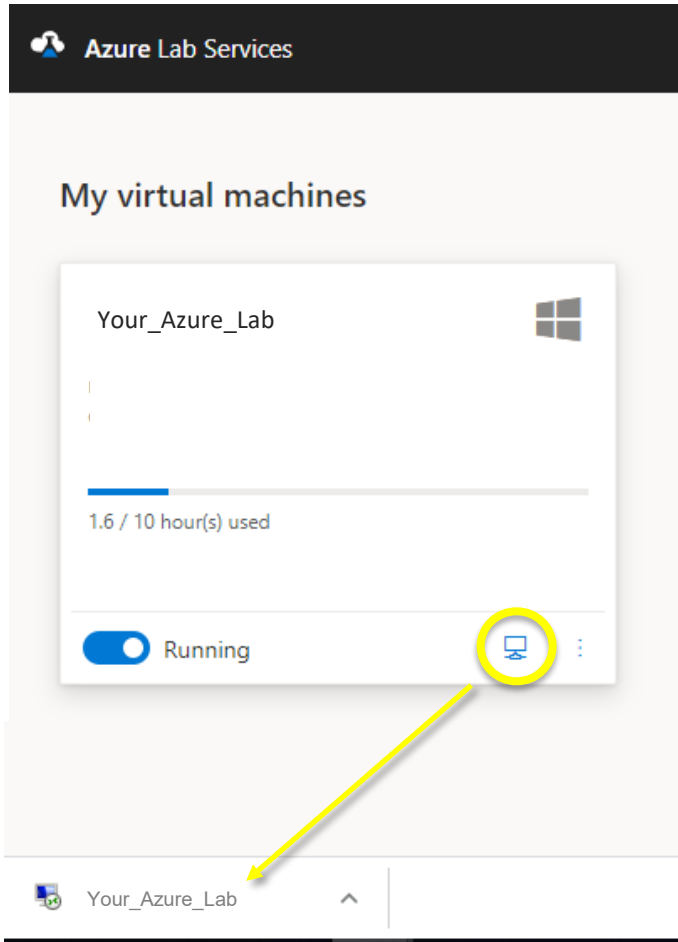 Azure Lab Services
My virtual machines
Your_Azure_Lab
1.6 / 10 hour(s) used
Running
Your_Azure_Lab